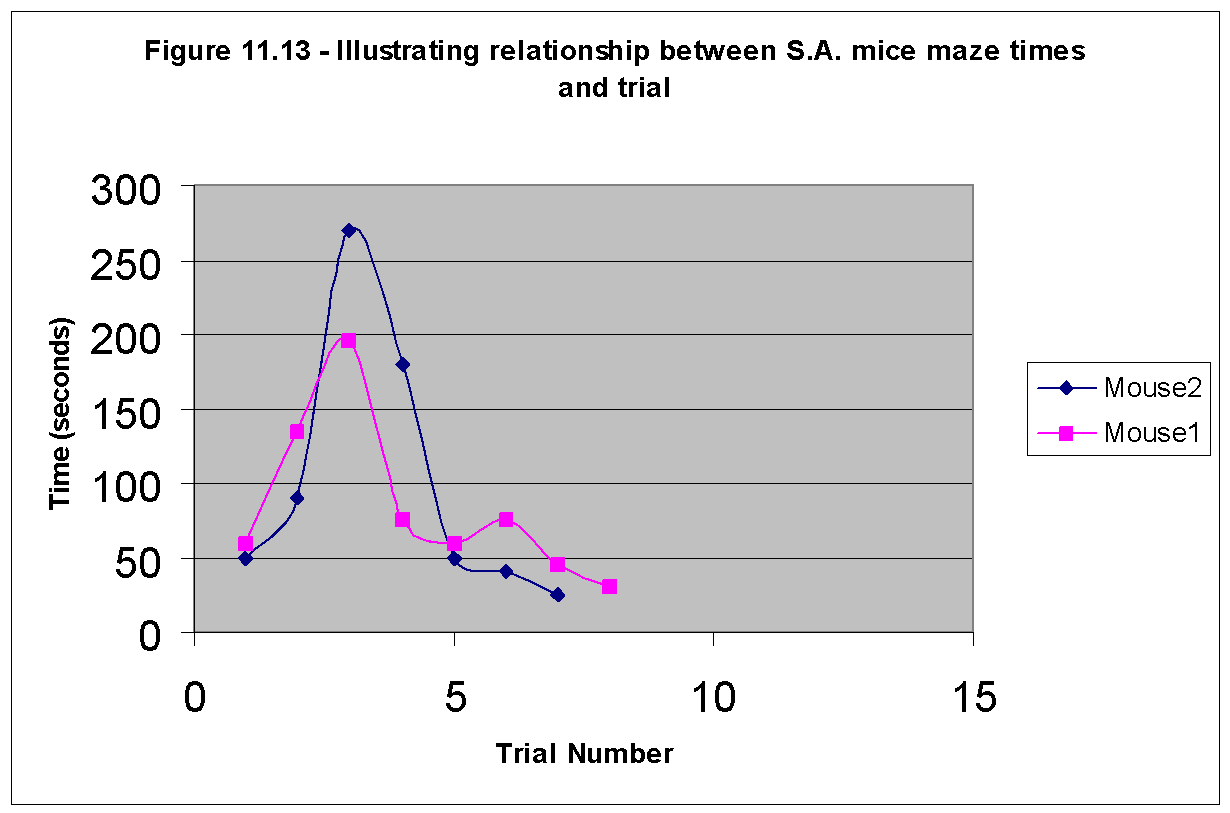 Figure 11.13 - Illustrating relationship between S.A. mice maze times
and trial
300
250
200
150
100
50
0
Time (seconds)
0 5 10 15
Trial Number
Mouse2
Mouse1